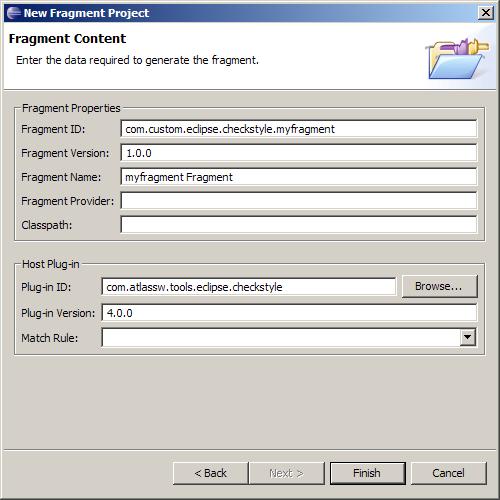 New Fragment Project
Fragment Content
Enter the data required to generate the fragment.
Fragment Properties
Fragment ID: com.custom.eclipse.checkstyle.myfragment
Fragment Version: 1.0.0
Fragment Name: myfragment Fragment
Fragment Provider:
Classpath:
Host Plug-in
Plug-in ID: com.atlassw.tools.eclipse.checkstyle Browse...
Plug-in Version: 4.0.0
Match Rule:
< Back Next > Finish Cancel